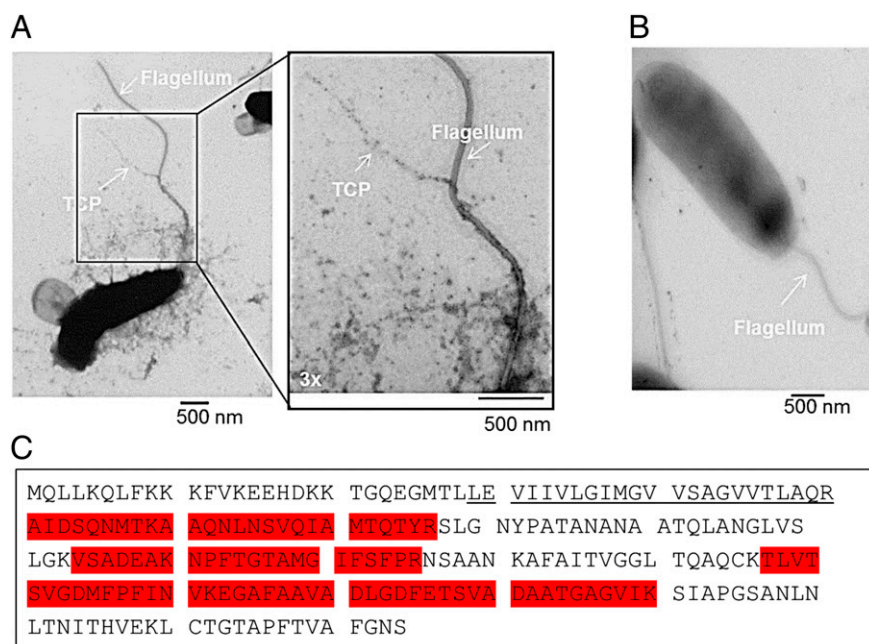 A
B
Flagellum
TCP
500 nm
Flagellum
TCP
3x
500 nm
Flagellum
500 nm
C
MQLLKQLFKK KFVKEEHDKK TGQEGMTLLE VIIVLGIMGV VSAGVVTLAQR
AIDSQNMTKA AQNLNSVQIA MTQTYRSLG NYPATANANA ATQLANGLVS
LGKVSADEAK NPFTGTAMG IFSFPRNSAAN KAFAITVGGL TQAQCKTLVT
SVGDMFPFIN VKEGAFAAVA DLGDFETSVA DAATGAGVIK SIAPGSANLN
LTNITHVEKL CTGTAPFTVA FGNS